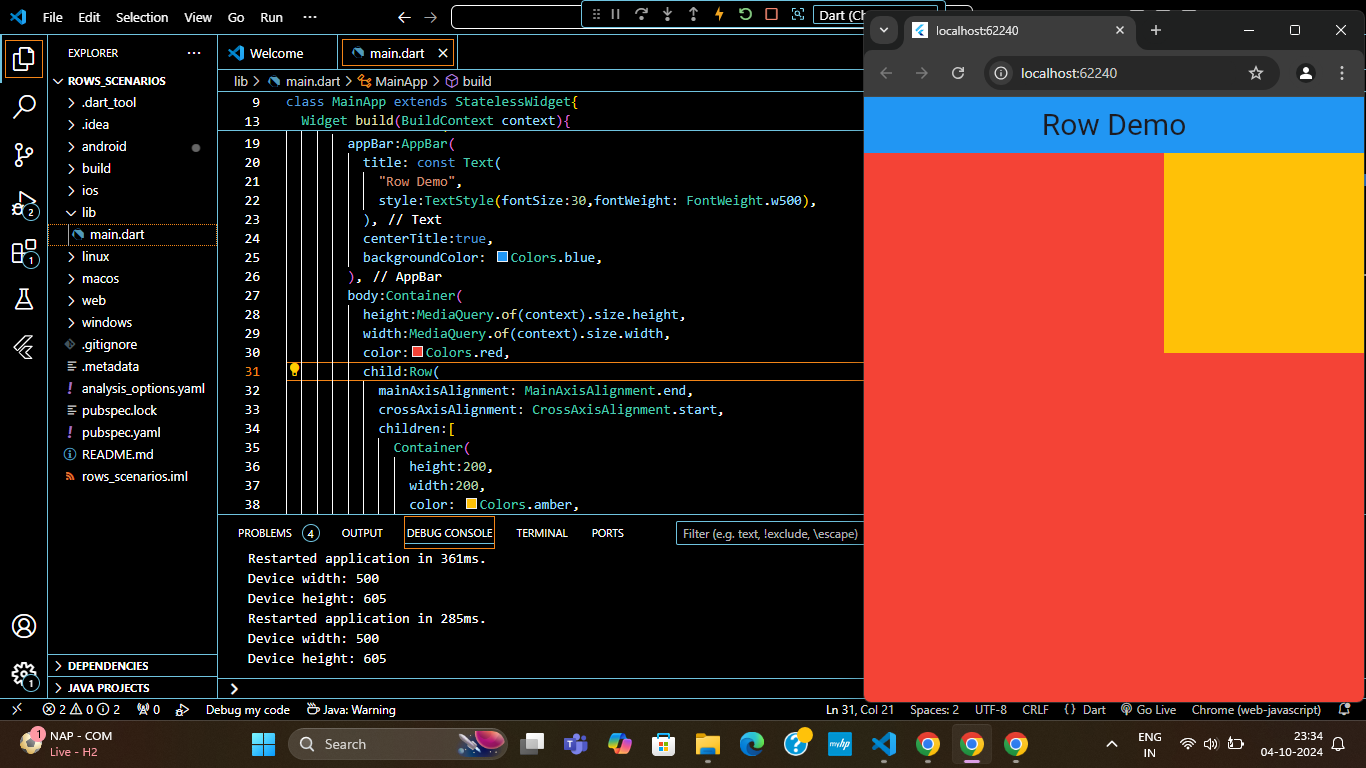 File Edit Selection View Go Run ···
Dart (Ch
EXPLORER ···
ROWS_SCENARIOS
.dart_tool
.idea
android
build
ios
lib
main.dart
linux
macos
web
windows
.gitignore
.metadata
analysis_options.yaml
pubspec.lock
pubspec.yaml
README.md
rows_scenarios.iml
DEPENDENCIES
JAVA PROJECTS
2
1
1
Welcome main.dart
lib > main.dart > MainApp > build
9 class MainApp extends StatelessWidget{
13 Widget build(BuildContext context){
19 appBar:AppBar(
20 title: const Text(
21 "Row Demo",
22 style:TextStyle(fontSize:30,fontWeight: FontWeight.w500),
23 ), // Text
24 centerTitle:true,
25 backgroundColor: Colors.blue,
26 ), // AppBar
27 body:Container(
28 height:MediaQuery.of(context).size.height,
29 width:MediaQuery.of(context).size.width,
30 color:Colors.red,
31 child:Row(
32 mainAxisAlignment: MainAxisAlignment.end,
33 crossAxisAlignment: CrossAxisAlignment.start,
34 children:[
35 Container(
36 height:200,
37 width:200,
38 color: Colors.amber,
PROBLEMS 4 OUTPUT DEBUG CONSOLE TERMINAL PORTS Filter (e.g. text, !exclude, \escape)
Restarted application in 361ms.
Device width: 500
Device height: 605
Restarted application in 285ms.
Device width: 500
Device height: 605
localhost:62240
localhost:62240
Row Demo
2 0 2 0 Debug my code Java: Warning Ln 31, Col 21 Spaces: 2 UTF-8 CRLF {} Dart Go Live Chrome (web-javascript)
1 NAP - COM
Live - H2
Search
myhp
ENG
IN
23:34
04-10-2024